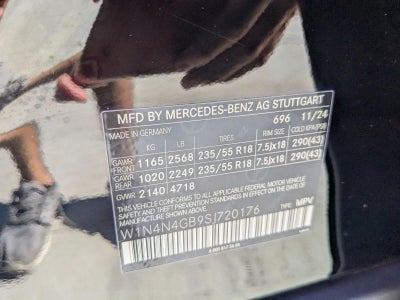 MFD BY MERCEDES-BENZ AG STUTTGART
MADE IN GERMANY 696 11/24
KG LB TIRES RIM SIZE COLD KPA(PSI)
GAWR FRONT 1165 2568 235/55 R18 7.5Jx18 290(43)
GAWR REAR 1020 2249 235/55 R18 7.5Jx18 290(43)
GVWR 2140 4718
THIS VEHICLE CONFORMS TO ALL APPLICABLE FEDERAL MOTOR VEHICLE
SAFETY, BUMPER, AND THEFT PREVENTION STANDARDS
IN EFFECT ON THE DATE OF MANUFACTURE SHOWN ABOVE.
W1N4N4GB9SJ720176 TYPE: MPV